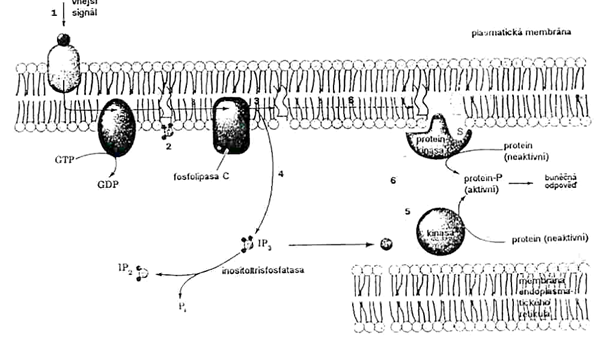 1
vnější
signál
plasmatická membrána
3
6
2
S
protein-
kinasa
protein
(neaktivní)
GTP
GDP
fosfolipasa C
4
6
protein-P
(aktivní)
buněčná
odpověď
5
kinasa
IP3
protein (neaktivní)
IP2
inositoltrisfosfatasa
Pi
membrána
endoplasma-
tického
retikula